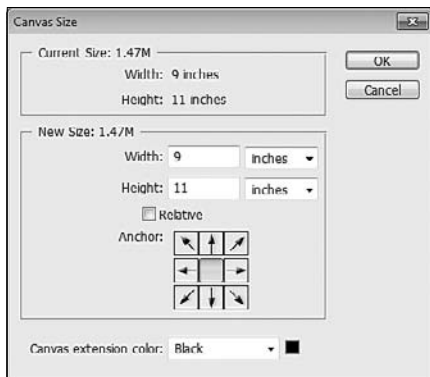 Canvas Size
Current Size: 1.47M
Width: 9 inches
Height: 11 inches
OK
Cancel
New Size: 1.47M
Width: 9 inches
Height: 11 inches
Relative
Anchor:
Canvas extension color: Black